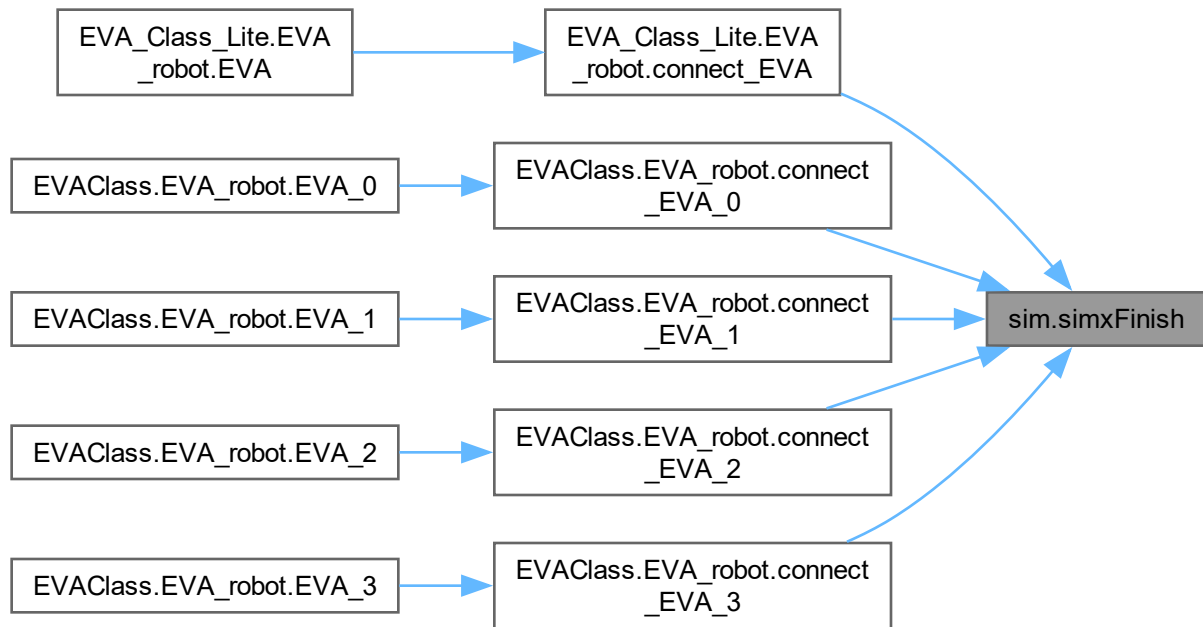 EVA_Class_Lite.EVA
_robot.EVA
EVA_Class_Lite.EVA
_robot.connect_EVA
EVAClass.EVA_robot.EVA_0
EVAClass.EVA_robot.connect
_EVA_0
EVAClass.EVA_robot.EVA_1
EVAClass.EVA_robot.connect
_EVA_1
sim.simxFinish
EVAClass.EVA_robot.EVA_2
EVAClass.EVA_robot.connect
_EVA_2
EVAClass.EVA_robot.EVA_3
EVAClass.EVA_robot.connect
_EVA_3